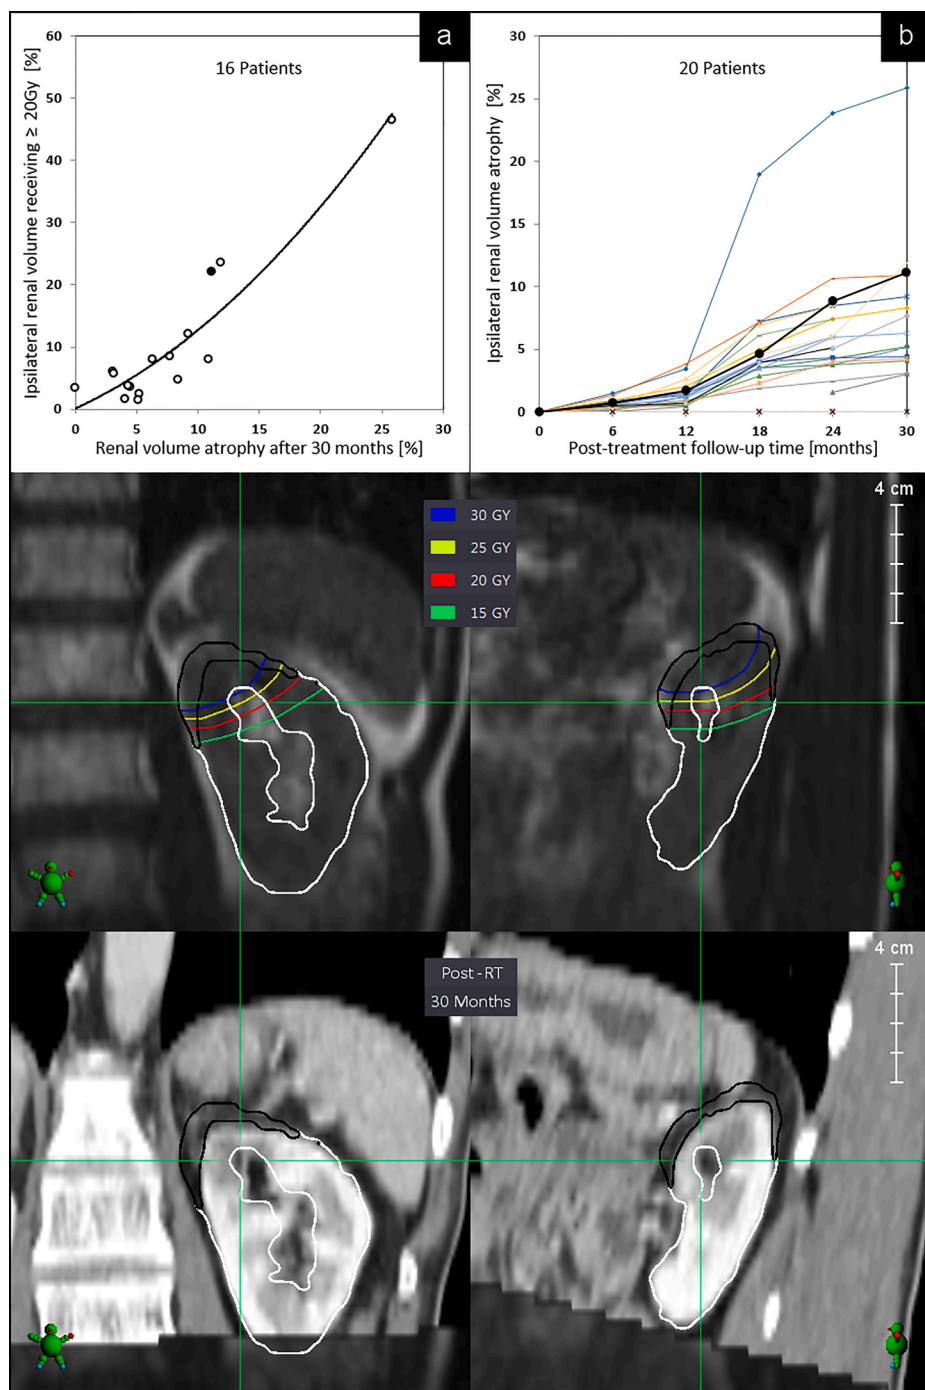 a
Ipsilateral renal volume receiving ≥ 20Gy [%]
60
50
40
30
20
10
0
16 Patients
0 5 10 15 20 25 30
Renal volume atrophy after 30 months [%]
b
Ipsilateral renal volume atrophy [%]
30
25
20
15
10
5
0
20 Patients
0 6 12 18 24 30
Post-treatment follow-up time [months]
30 GY
25 GY
20 GY
15 GY
4 cm
Post -RT
30 Months
4 cm